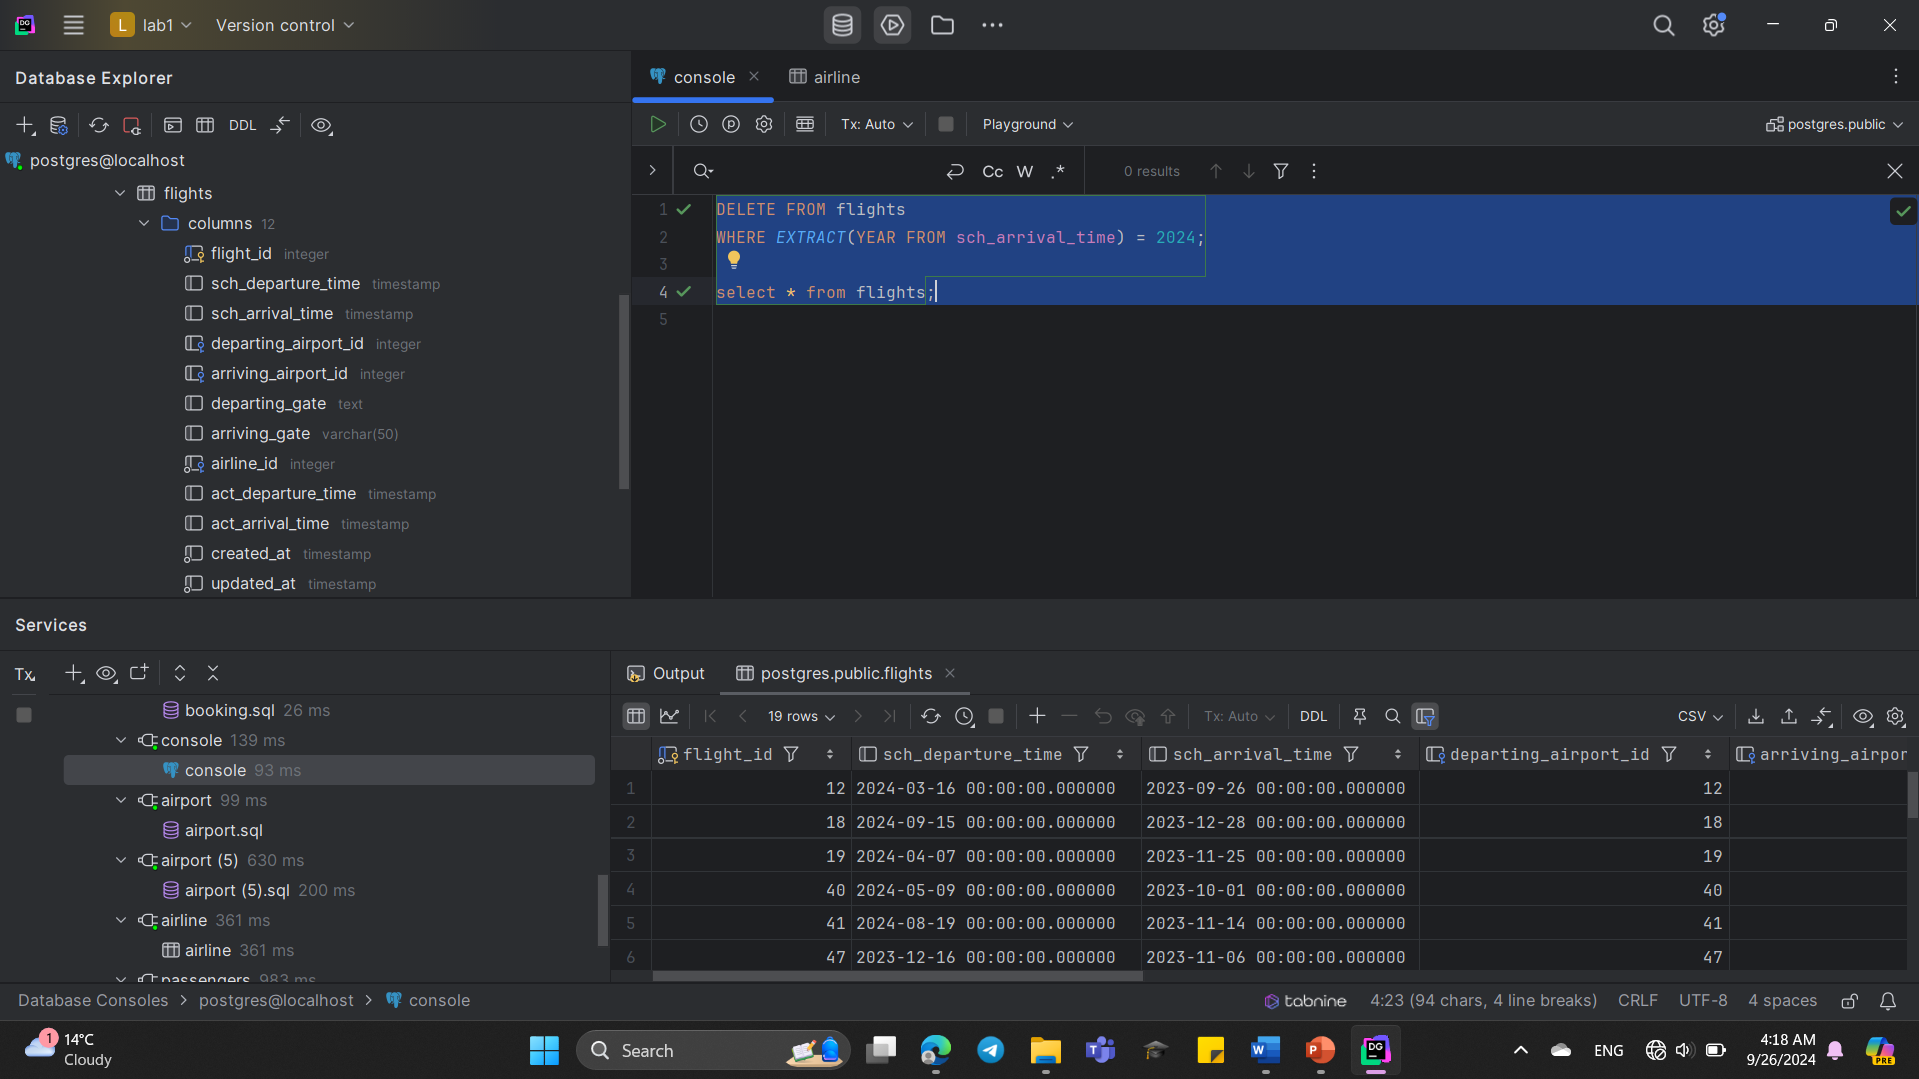 L lab1 Version control
Database Explorer
DDL
postgres@localhost
flights
columns 12
flight_id integer
sch_departure_time timestamp
sch_arrival_time timestamp
departing_airport_id integer
arriving_airport_id integer
departing_gate text
arriving_gate varchar(50)
airline_id integer
act_departure_time timestamp
act_arrival_time timestamp
created_at timestamp
updated_at timestamp
console airline
Tx: Auto Playground postgres.public
Cc W .* 0 results
1 DELETE FROM flights
2 WHERE EXTRACT(YEAR FROM sch_arrival_time) = 2024;
3
4 select * from flights;
5
Services
Tx
booking.sql 26 ms
console 139 ms
console 93 ms
airport 99 ms
airport.sql
airport (5) 630 ms
airport (5).sql 200 ms
airline 361 ms
airline 361 ms
passengers 983 ms
Output postgres.public.flights
19 rows Tx: Auto DDL CSV
flight_id sch_departure_time sch_arrival_time departing_airport_id arriving_airpor
1 12 2024-03-16 00:00:00.000000 2023-09-26 00:00:00.000000 12
2 18 2024-09-15 00:00:00.000000 2023-12-28 00:00:00.000000 18
3 19 2024-04-07 00:00:00.000000 2023-11-25 00:00:00.000000 19
4 40 2024-05-09 00:00:00.000000 2023-10-01 00:00:00.000000 40
5 41 2024-08-19 00:00:00.000000 2023-11-14 00:00:00.000000 41
6 47 2023-12-16 00:00:00.000000 2023-11-06 00:00:00.000000 47
Database Consoles > postgres@localhost > console
tabnine 4:23 (94 chars, 4 line breaks) CRLF UTF-8 4 spaces
1 14°C
Cloudy
Search
ENG
4:18 AM
9/26/2024
PRE